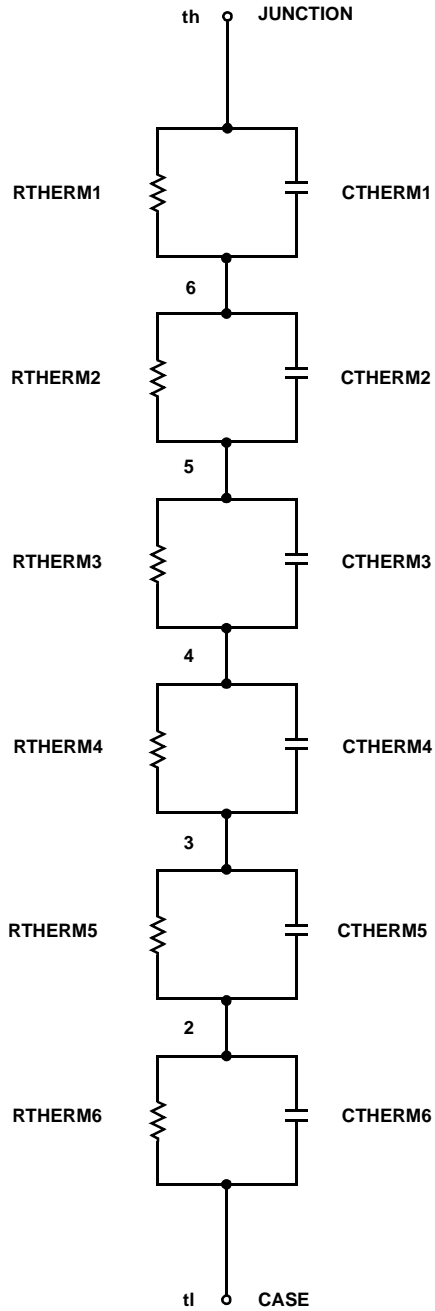 th JUNCTION
RTHERM1 CTHERM1
6
RTHERM2 CTHERM2
5
RTHERM3 CTHERM3
4
RTHERM4 CTHERM4
3
RTHERM5 CTHERM5
2
RTHERM6 CTHERM6
tl CASE